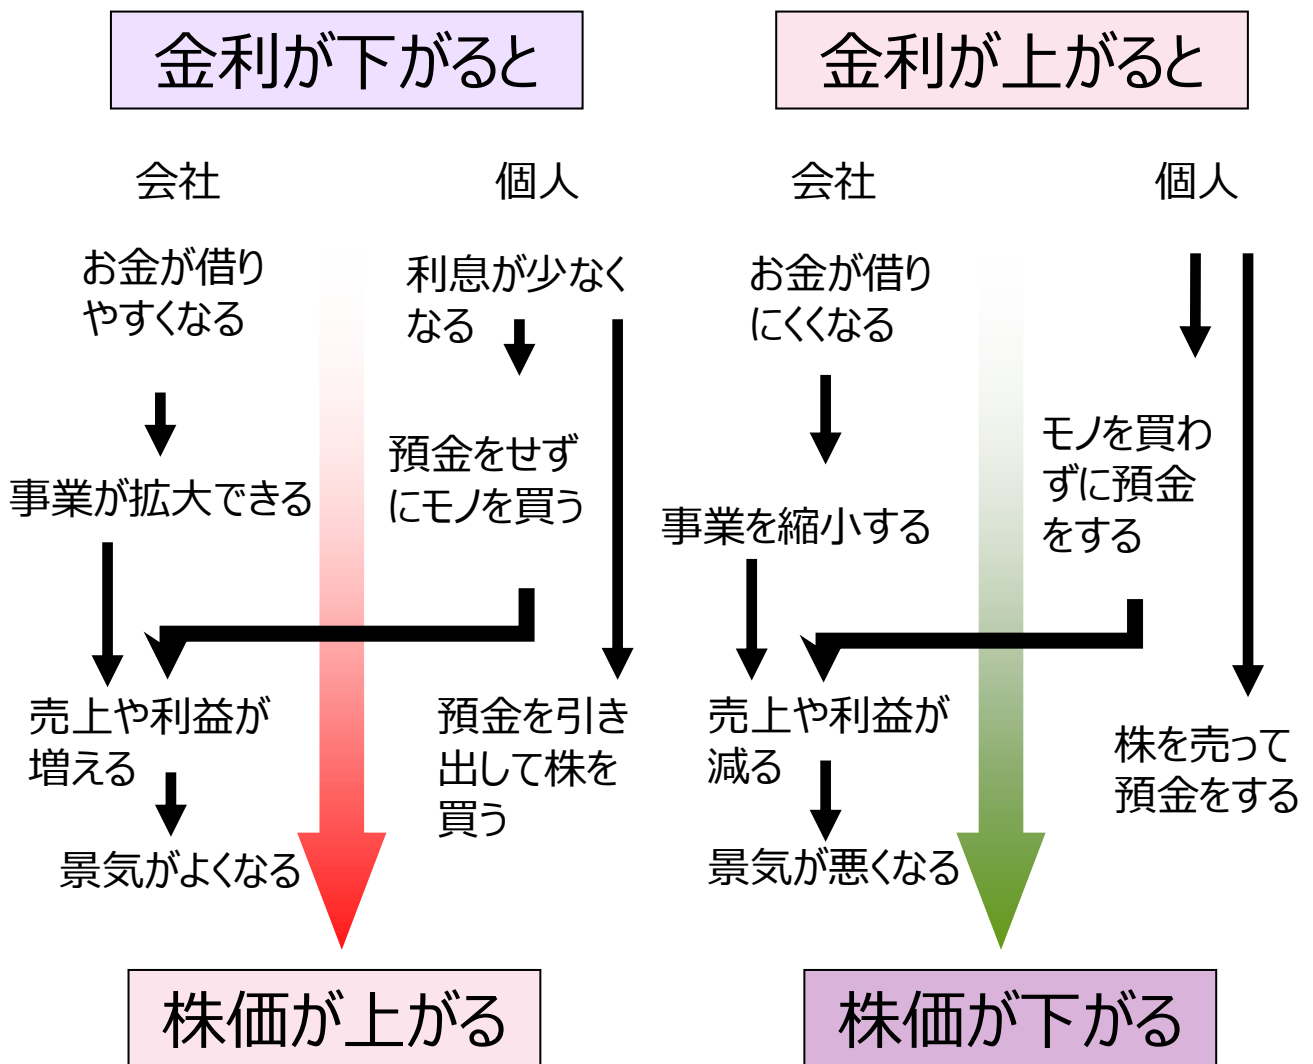 金利が下がると
会社
個人
お金が借り
やすくなる
利息が少なく
なる
事業が拡大できる
預金をせず
にモノを買う
売上や利益が
増える
預金を引き
出して株を
買う
景気がよくなる
株価が上がる
金利が上がると
会社
個人
お金が借り
にくくなる
モノを買わ
ずに預金
をする
事業を縮小する
売上や利益が
減る
株を売って
預金をする
景気が悪くなる
株価が下がる